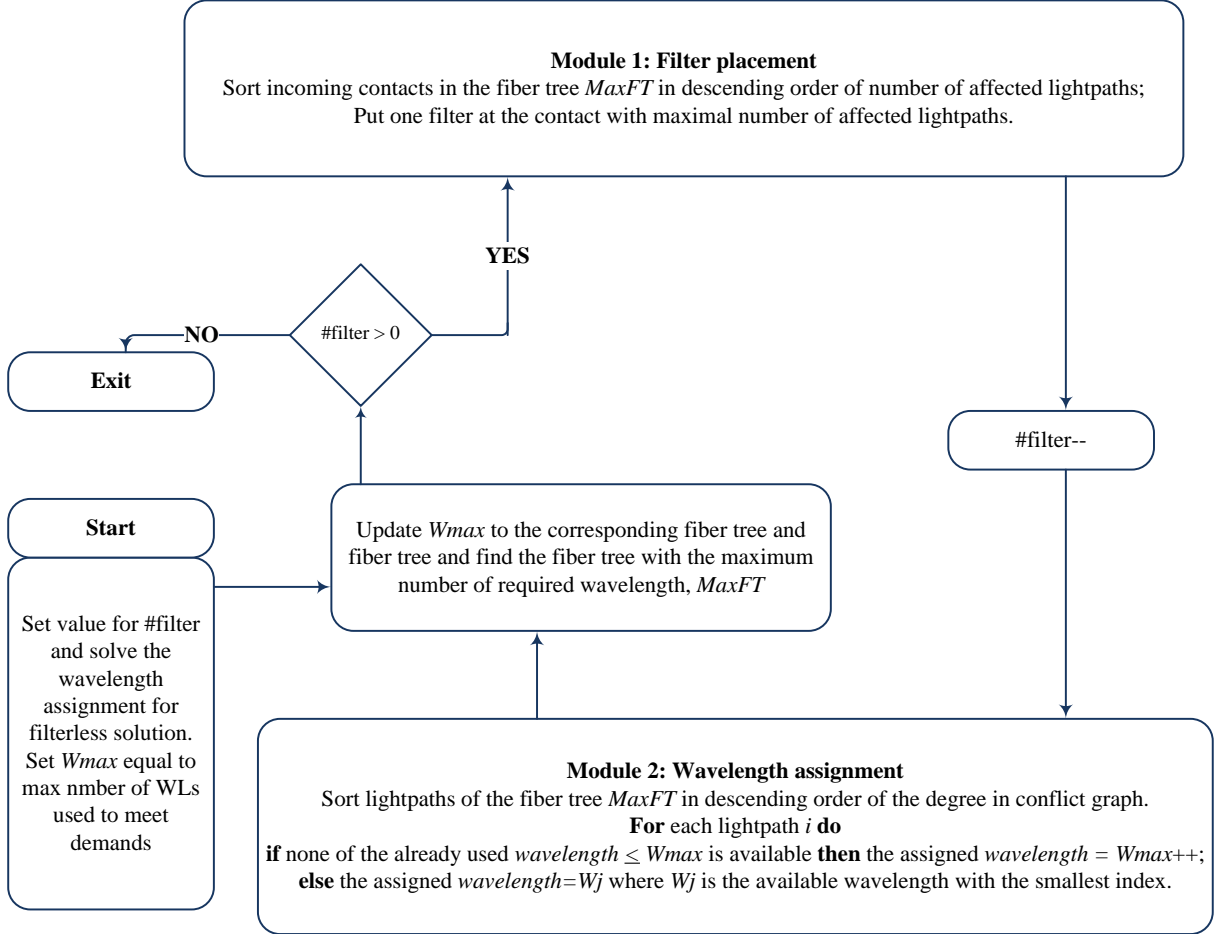 Module 1: Filter placement
Sort incoming contacts in the fiber tree MaxFT in descending order of number of affected lightpaths;
Put one filter at the contact with maximal number of affected lightpaths.
YES
NO
#filter > 0
Exit
#filter--
Start
Update Wmax to the corresponding fiber tree and
fiber tree and find the fiber tree with the maximum
number of required wavelength, MaxFT
Set value for #filter
and solve the
wavelength
assignment for
filterless solution.
Set Wmax equal to
max nmber of WLs
used to meet
demands
Module 2: Wavelength assignment
Sort lightpaths of the fiber tree MaxFT in descending order of the degree in conflict graph.
For each lightpath i do
if none of the already used wavelength ≤ Wmax is available then the assigned wavelength = Wmax++;
else the assigned wavelength=Wj where Wj is the available wavelength with the smallest index.